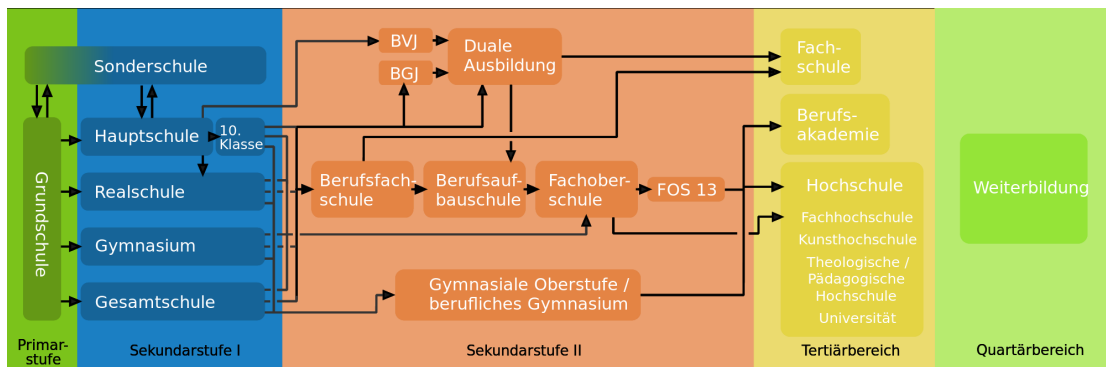 Sonderschule
Grundschule
Hauptschule
10.
Klasse
Realschule
Gymnasium
Gesamtschule
BVJ
BGJ
Duale
Ausbildung
Berufsfach-
schule
Berufsauf-
bauschule
Fachober-
schule
FOS 13
Gymnasiale Oberstufe /
berufliches Gymnasium
Fach-
schule
Berufs-
akademie
Hochschule
Fachhochschule
Kunsthochschule
Theologische /
Pädagogische
Hochschule
Universität
Weiterbildung
Primar-
stufe
Sekundarstufe I
Sekundarstufe II
Tertiärbereich
Quartärbereich